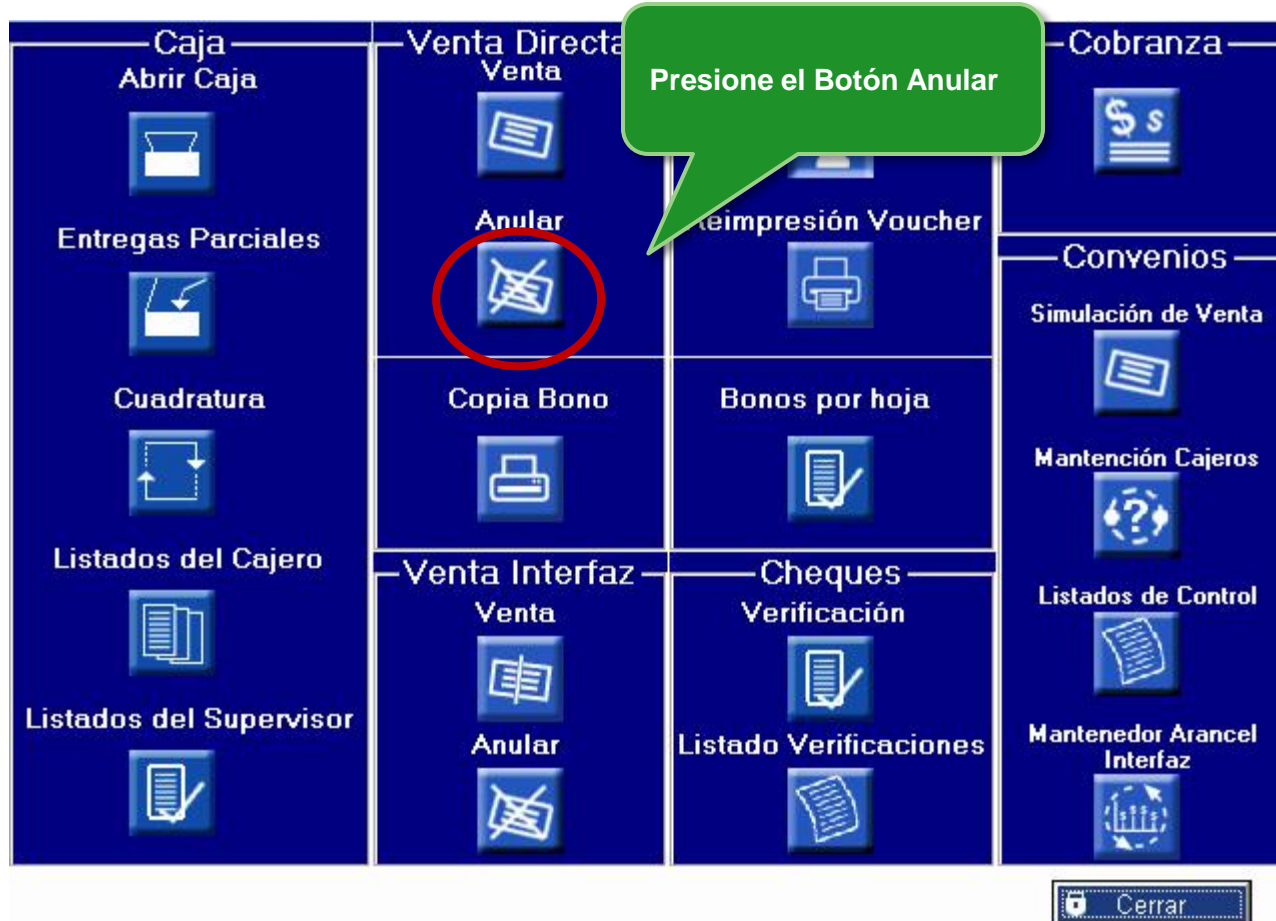 Caja
Abrir Caja
Entregas Parciales
Cuadratura
Listados del Cajero
Listados del Supervisor
Venta Directa
Venta
Anular
Presione el Botón Anular
Reimpresión Voucher
Copia Bono
Bonos por hoja
Venta Interfaz
Venta
Anular
Cheques
Verificación
Listado Verificaciones
Cobranza
$ s
Convenios
Simulación de Venta
Mantención Cajeros
?
Listados de Control
Mantenedor Arancel
Interfaz
Cerrar